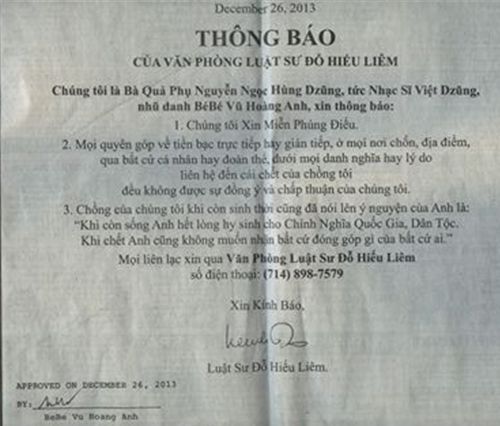 December 26, 2013
THÔNG BÁO
CỦA VĂN PHÒNG LUẬT SƯ ĐỖ HIẾU LIÊM
Chúng tôi là Bà Quả Phụ Nguyễn Ngọc Hùng Dzũng, tức Nhạc Sĩ Việt Dzũng,
nhũ danh BéBé Vũ Hoàng Anh, xin thông báo:
1. Chúng tôi Xin Miễn Phúng Điếu.
2. Mọi quyên góp về tiền bạc trực tiếp hay gián tiếp, ở mọi nơi chốn, địa điểm,
qua bất cứ cá nhân hay đoàn thể, dưới mọi danh nghĩa hay lý do
liên hệ đến cái chết của chồng tôi
đều không được sự đồng ý và chấp thuận của chúng tôi.
3. Chồng của chúng tôi khi còn sinh thời cũng đã nói lên ý nguyện của Anh là:
“Khi còn sống Anh hết lòng hy sinh cho Chính Nghĩa Quốc Gia, Dân Tộc.
Khi chết Anh cũng không muốn nhận bất cứ đóng góp gì của bất cứ ai.”
Mọi liên lạc xin qua Văn Phòng Luật Sư Đỗ Hiếu Liêm
số điện thoại: (714) 898-7579
Xin Kính Báo,
Luật Sư Đỗ Hiếu Liêm.
APPROVED ON DECEMBER 26, 2013
BY:
BeBe Vu Hoang Anh